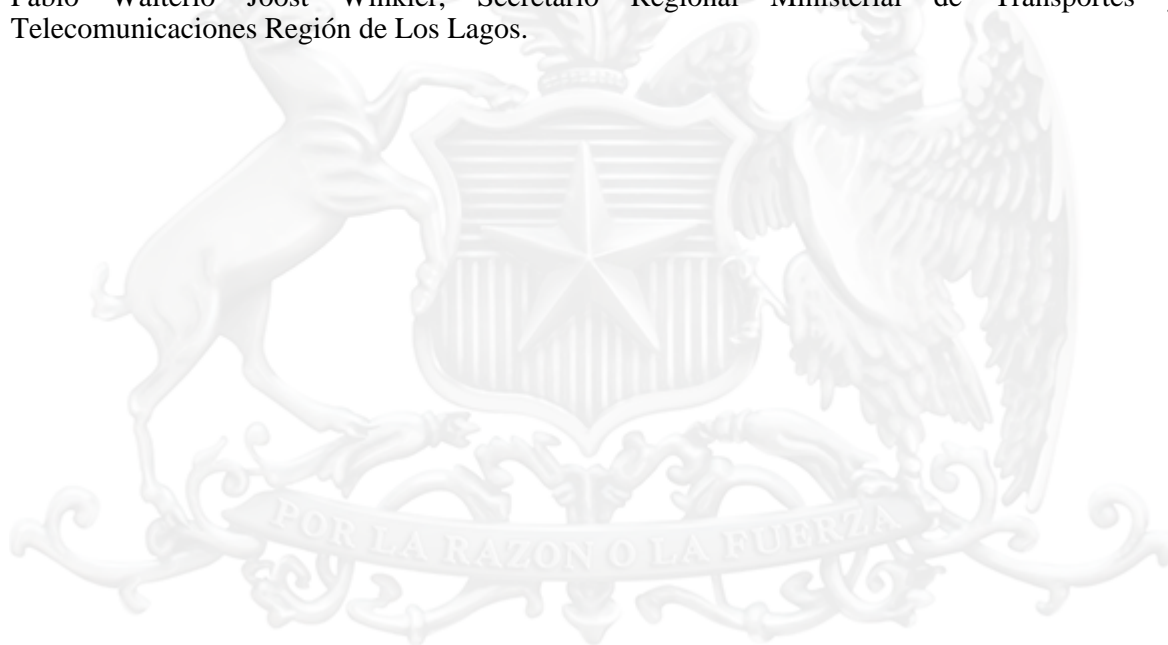 Pablo Walterio Joost Winkler, Secretario Regional Ministerial de Transportes
Telecomunicaciones Región de Los Lagos.
POR LA RAZON O LA FUERZA